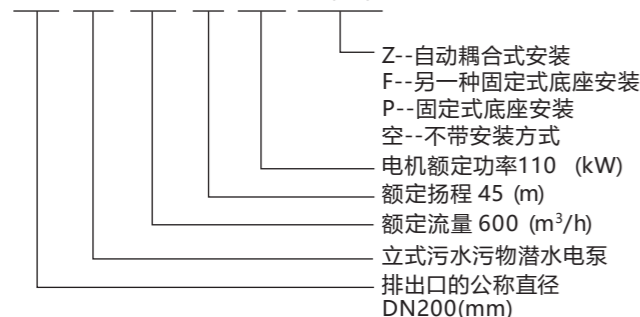 Z--自动耦合式安装
F--另一种固定式底座安装
P--固定式底座安装
空--不带安装方式
电机额定功率110 (kW)
额定扬程 45 (m)
额定流量 600 (m³/h)
立式污水污物潜水电泵
排出口的公称直径
DN200(mm)